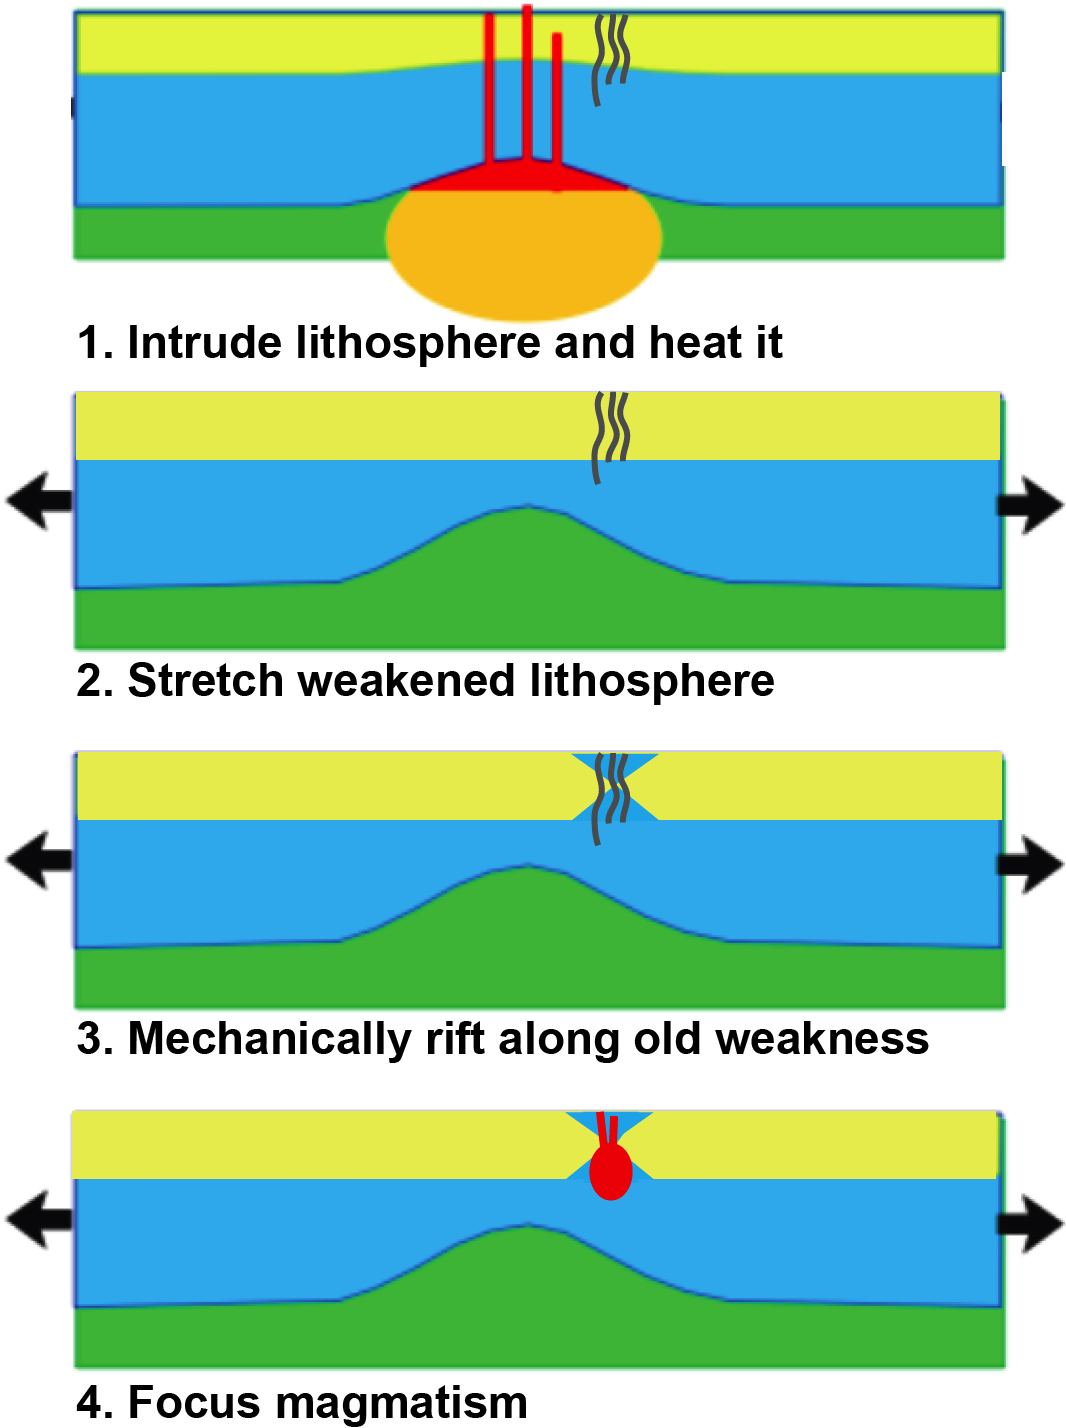 1. Intrude lithosphere and heat it
2. Stretch weakened lithosphere
3. Mechanically rift along old weakness
4. Focus magmatism